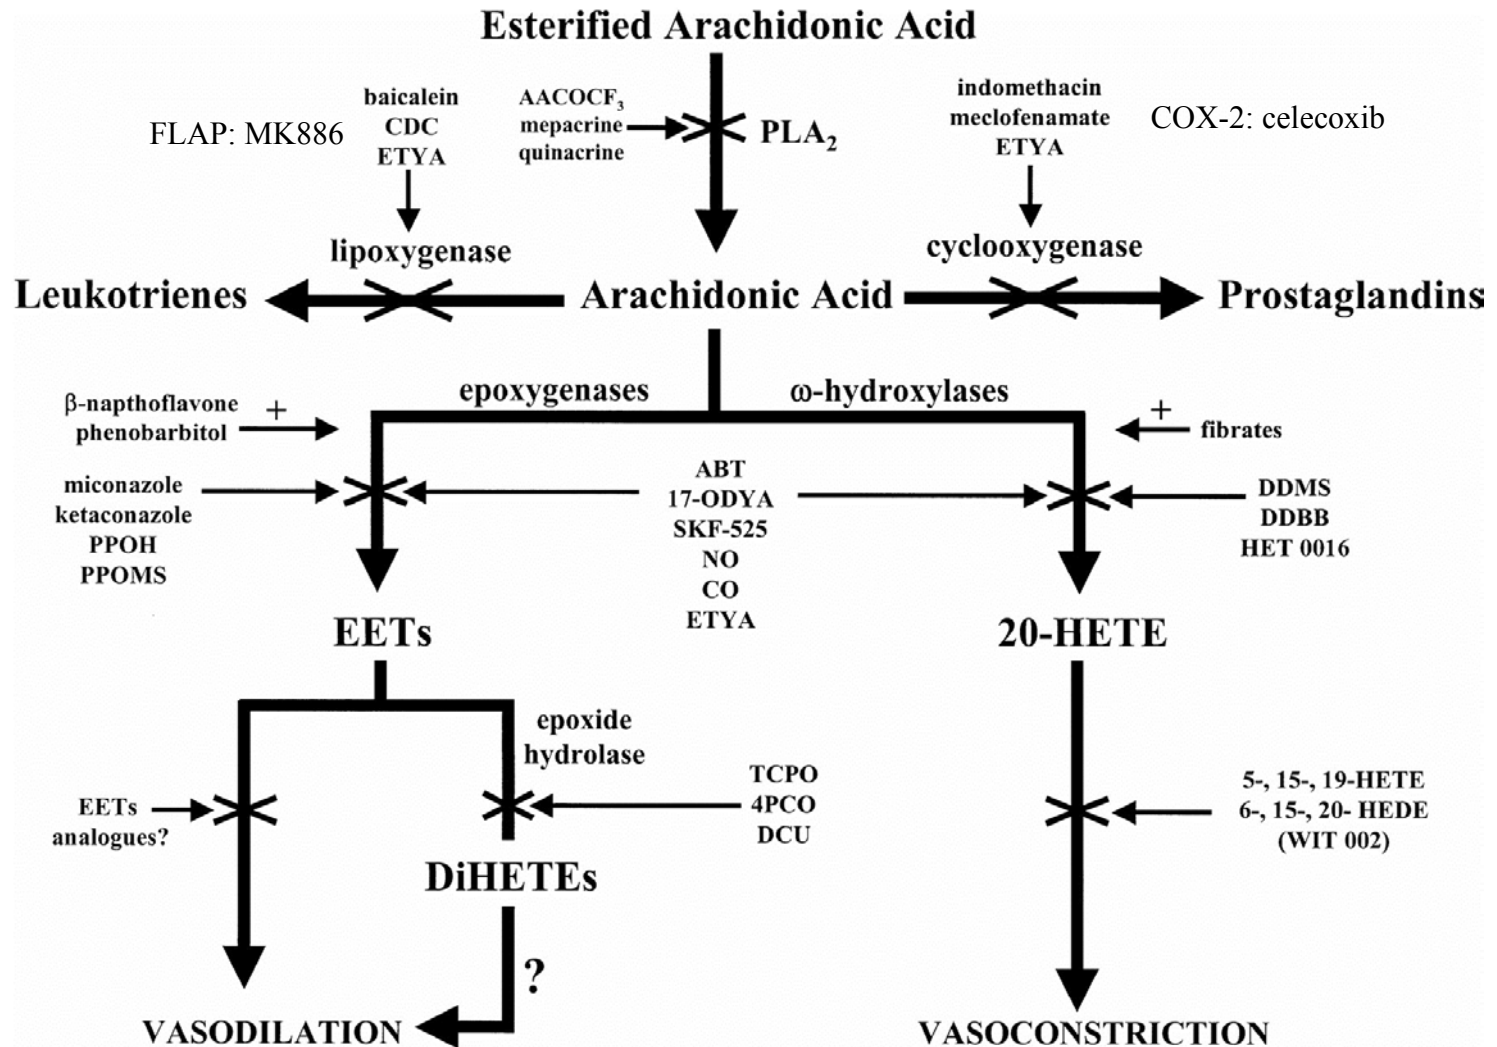 Esterified Arachidonic Acid
FLAP: MK886
baicalein
CDC
ETYA
AACOCF₃
mepacrine
quinacrine
PLA₂
indomethacin
meclofenamate
ETYA
COX-2: celecoxib
lipoxygenase
cyclooxygenase
Leukotrienes
Arachidonic Acid
Prostaglandins
epoxygenases
ω-hydroxylases
β-napthoflavone
phenobarbitol
+
+
fibrates
miconazole
ketaconazole
PPOH
PPOMS
ABT
17-ODYA
SKF-525
NO
CO
ETYA
DDMS
DDBB
HET 0016
EETs
20-HETE
epoxide
hydrolase
EETs
analogues?
TCPO
4PCO
DCU
5-, 15-, 19-HETE
6-, 15-, 20- HEDE
(WIT 002)
DiHETEs
?
VASODILATION
VASOCONSTRICTION